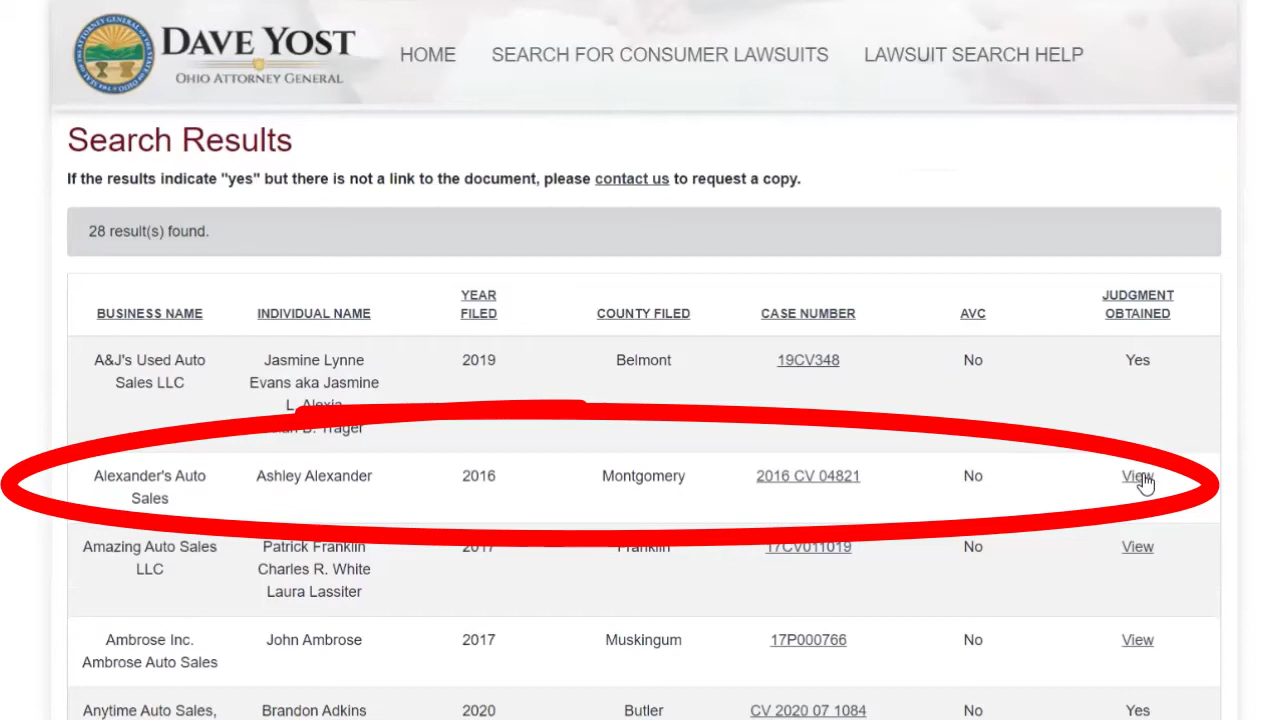 DAVE YOST
OHIO ATTORNEY GENERAL
HOME SEARCH FOR CONSUMER LAWSUITS LAWSUIT SEARCH HELP
Search Results
If the results indicate "yes" but there is not a link to the document, please contact us to request a copy.
28 result(s) found.
BUSINESS NAME INDIVIDUAL NAME YEAR FILED COUNTY FILED CASE NUMBER AVC JUDGMENT OBTAINED
A&J's Used Auto Jasmine Lynne 2019 Belmont 19CV348 No Yes
Sales LLC Evans aka Jasmine
L. Alexia
D. Trager
Alexander's Auto Ashley Alexander 2016 Montgomery 2016 CV 04821 No View
Sales
Amazing Auto Sales Patrick Franklin 2017 Franklin 17CV011019 No View
LLC Charles R. White
Laura Lassiter
Ambrose Inc. John Ambrose 2017 Muskingum 17P000766 No View
Ambrose Auto Sales
Anytime Auto Sales, Brandon Adkins 2020 Butler CV 2020 07 1084 No Yes